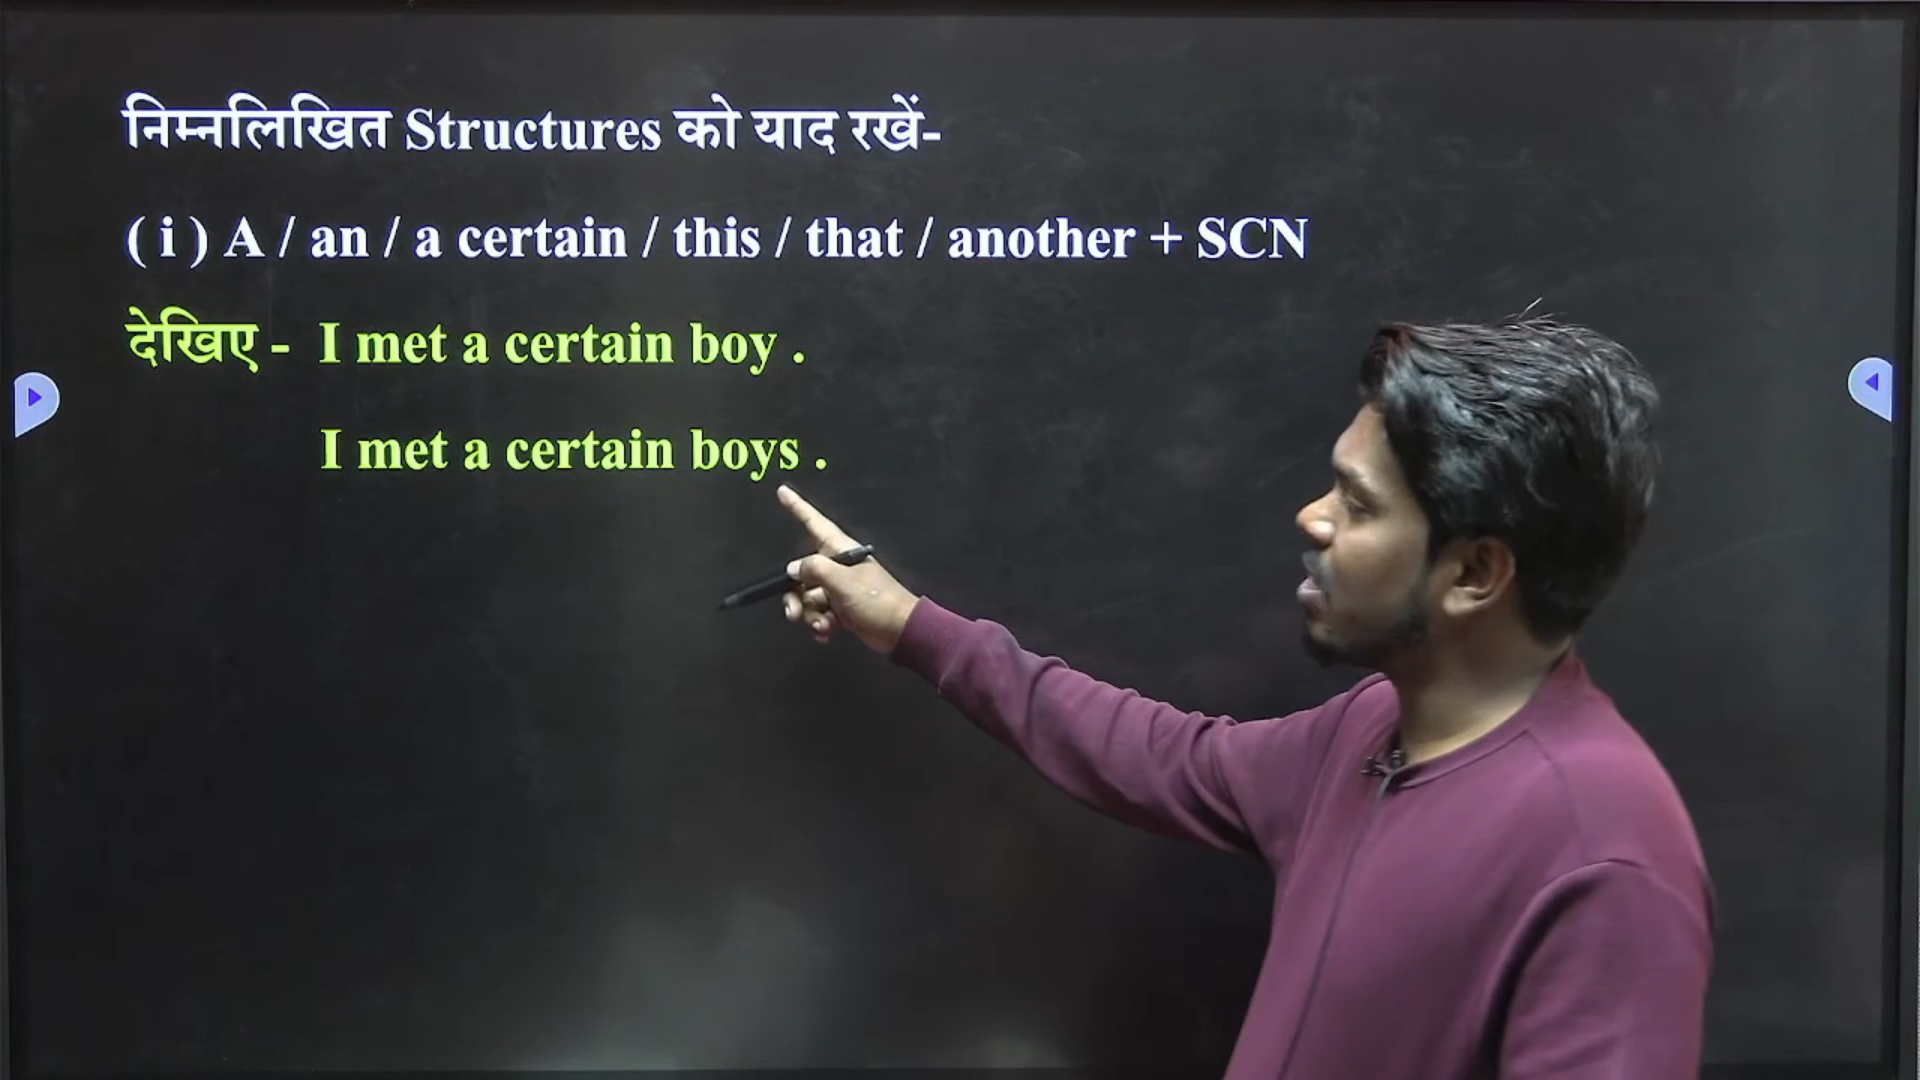 निम्नलिखित Structures को याद रखें-
( i ) A / an / a certain / this / that / another + SCN
देखिए - I met a certain boy .
I met a certain boys .